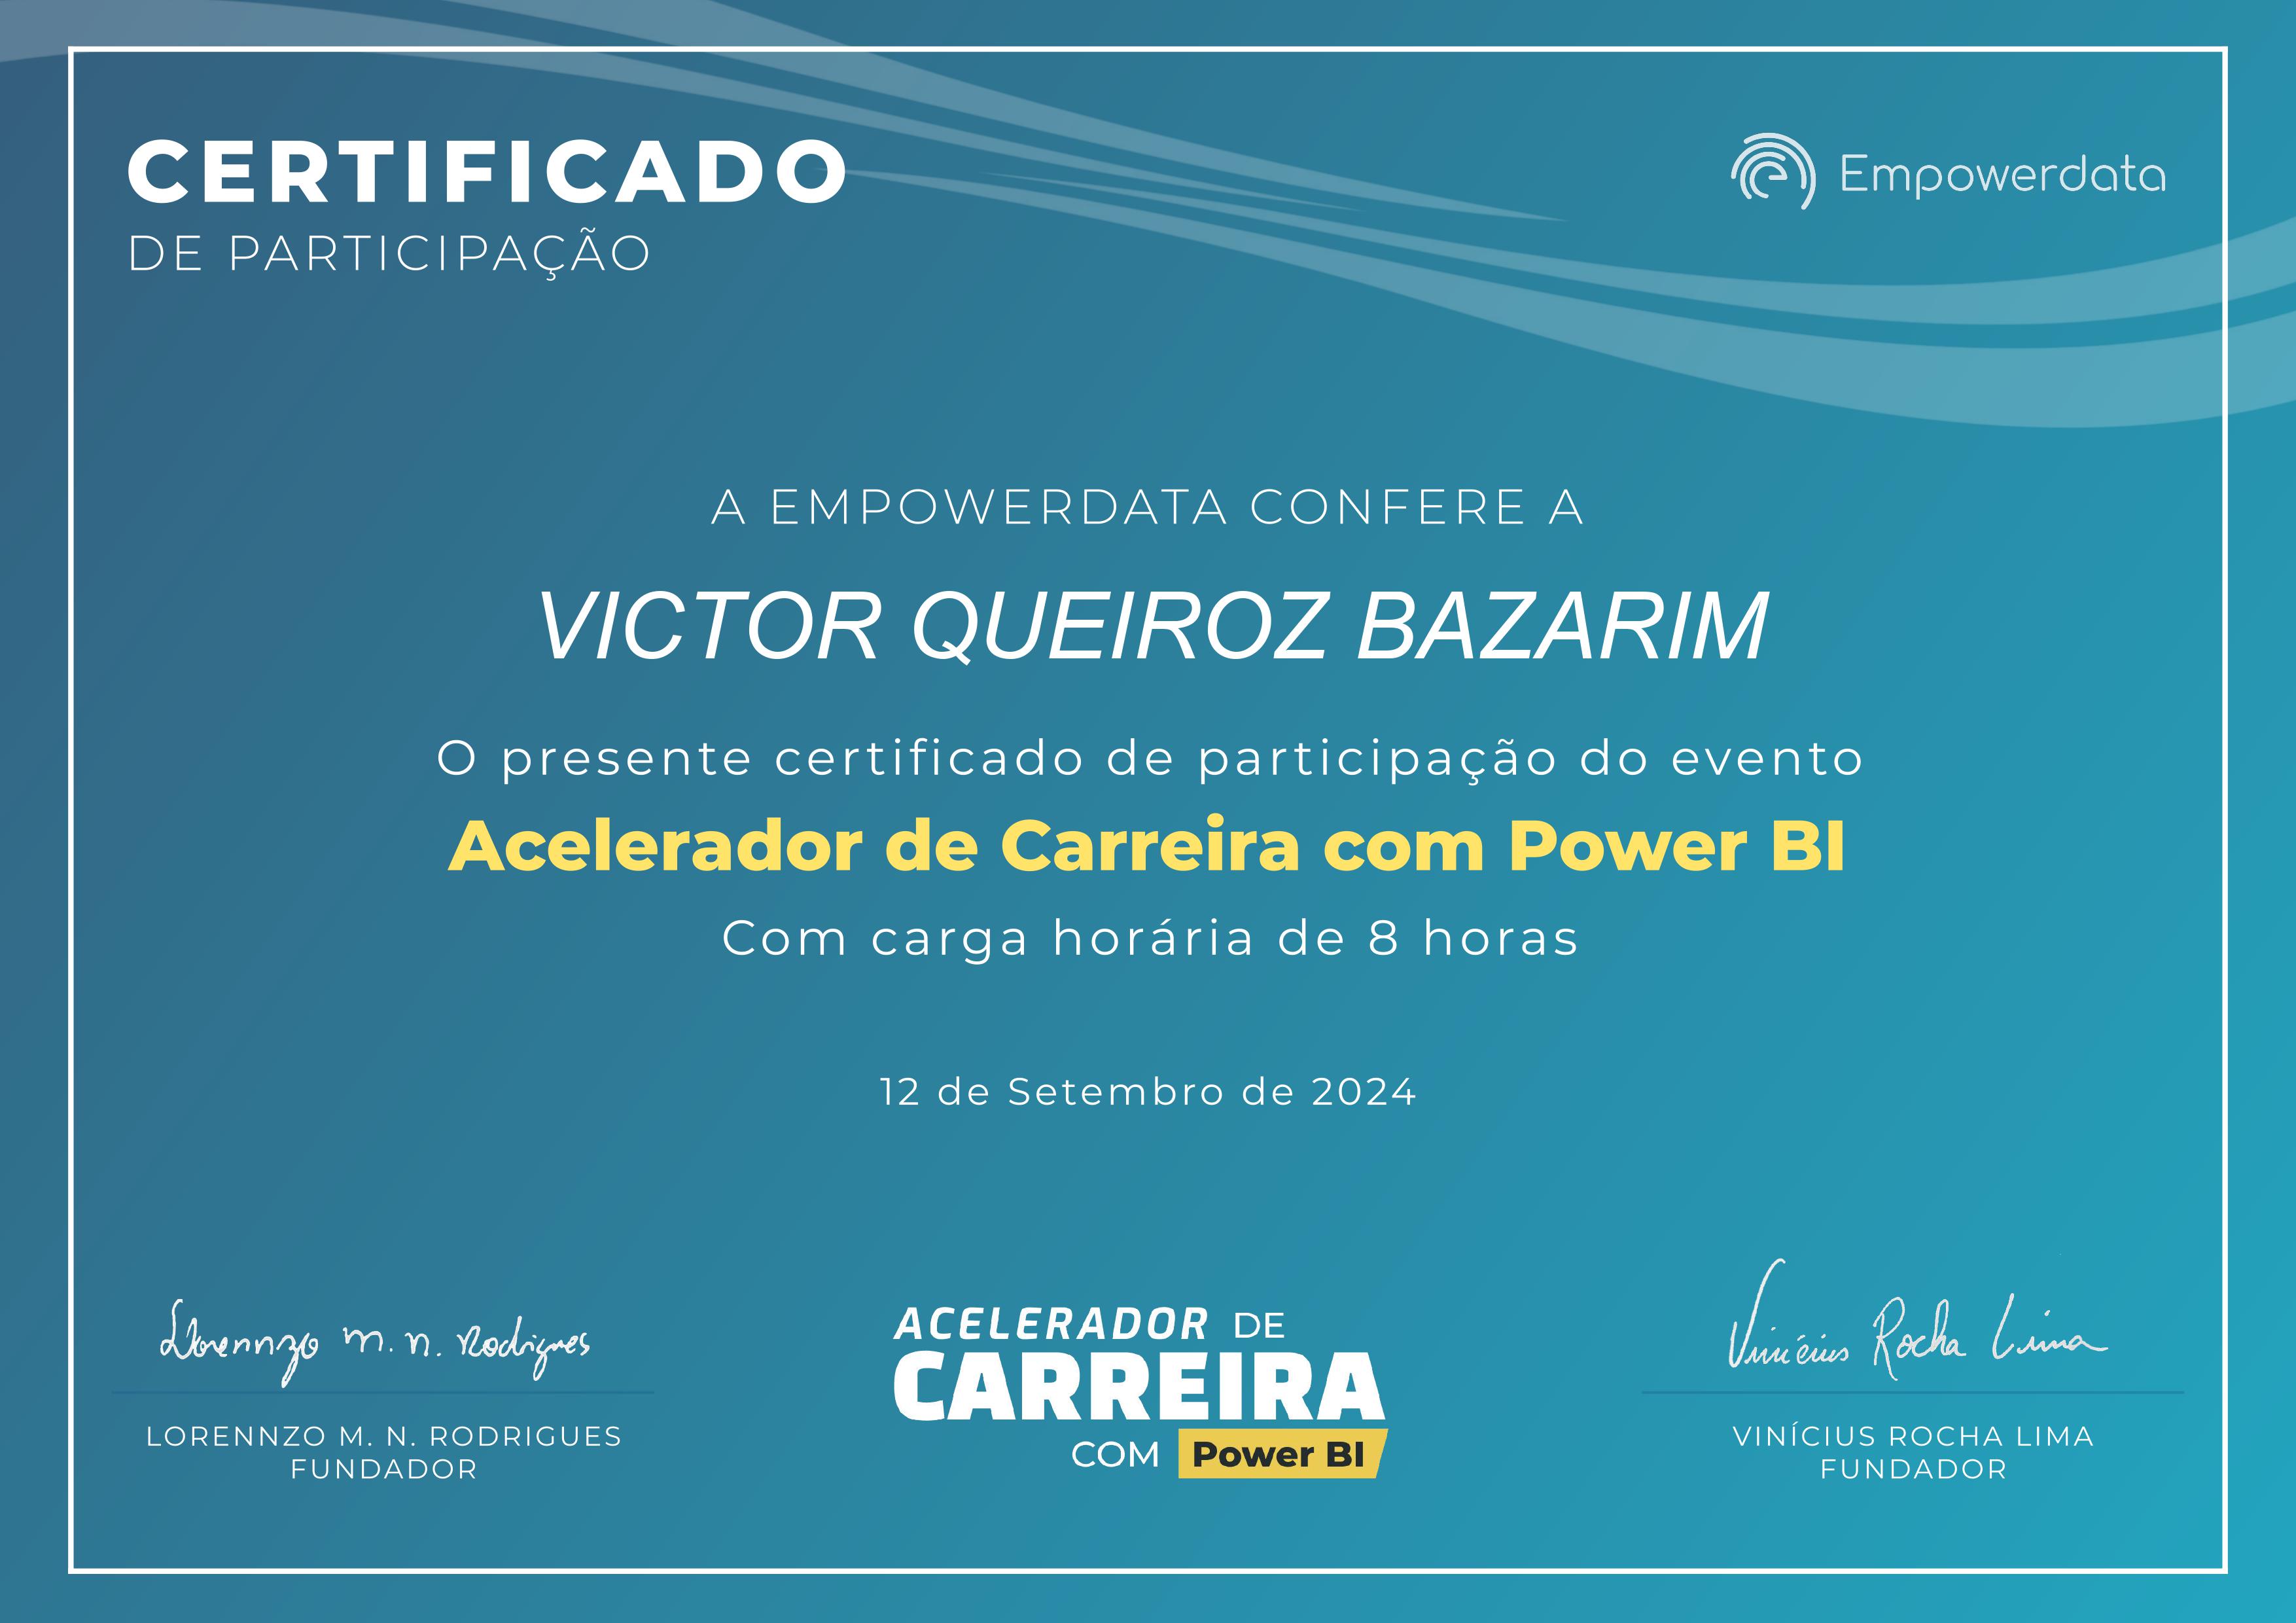 CERTIFICADO
DE PARTICIPAÇÃO
Empowerdata
A EMPOWERDATA CONFERE A
VICTOR QUEIROZ BAZARIM
O presente certificado de participação do evento
Acelerador de Carreira com Power BI
Com carga horária de 8 horas
12 de Setembro de 2024
Lorennzo M. N. Rodrigues
LORENNZO M. N. RODRIGUES
FUNDADOR
ACELERADOR DE
CARREIRA
COM Power BI
Vinícius Rocha Lima
VINÍCIUS ROCHA LIMA
FUNDADOR